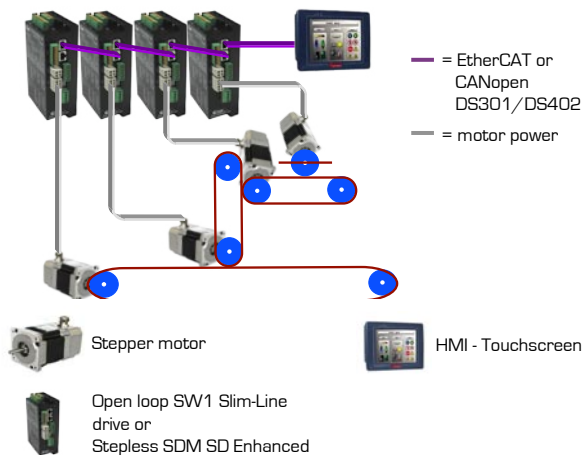 = EtherCAT or
CANopen
DS301/DS402
= motor power
Stepper motor
HMI - Touchscreen
Open loop SW1 Slim-Line
drive or
Stepless SDM SD Enhanced